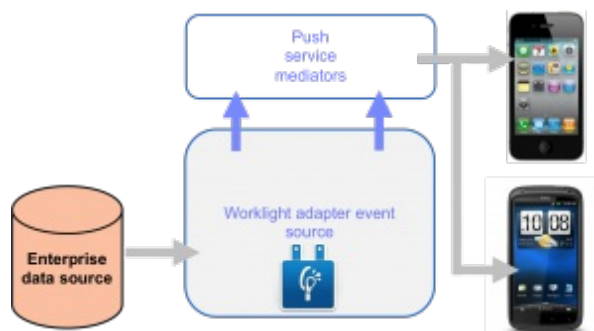 Push
service
mediators
Worklight adapter event
source
Enterprise
data source
10 08